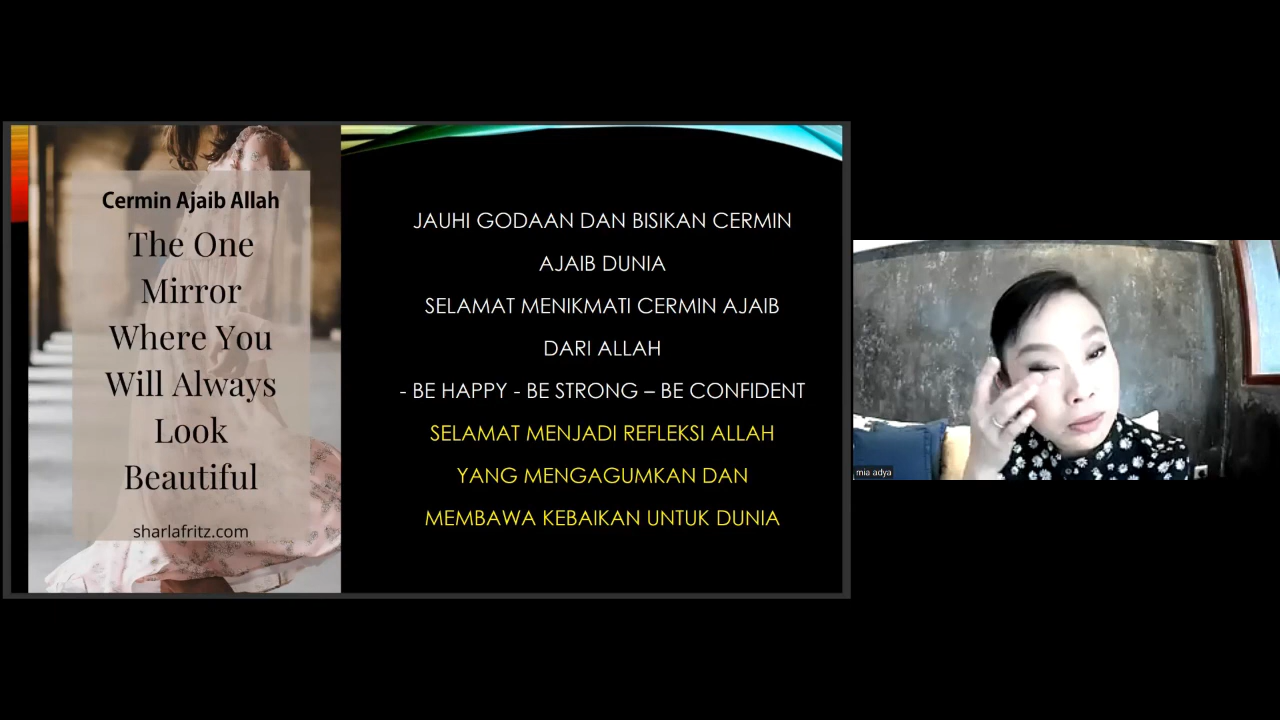 Cermin Ajaib Allah
The One
Mirror
Where You
Will Always
Look
Beautiful
sharlafritz.com
JAUHI GODAAN DAN BISIKAN CERMIN
AJAIB DUNIA
SELAMAT MENIKMATI CERMIN AJAIB
DARI ALLAH
- BE HAPPY - BE STRONG – BE CONFIDENT
SELAMAT MENJADI REFLEKSI ALLAH
YANG MENGAGUMKAN DAN
MEMBAWA KEBAIKAN UNTUK DUNIA
mia adya